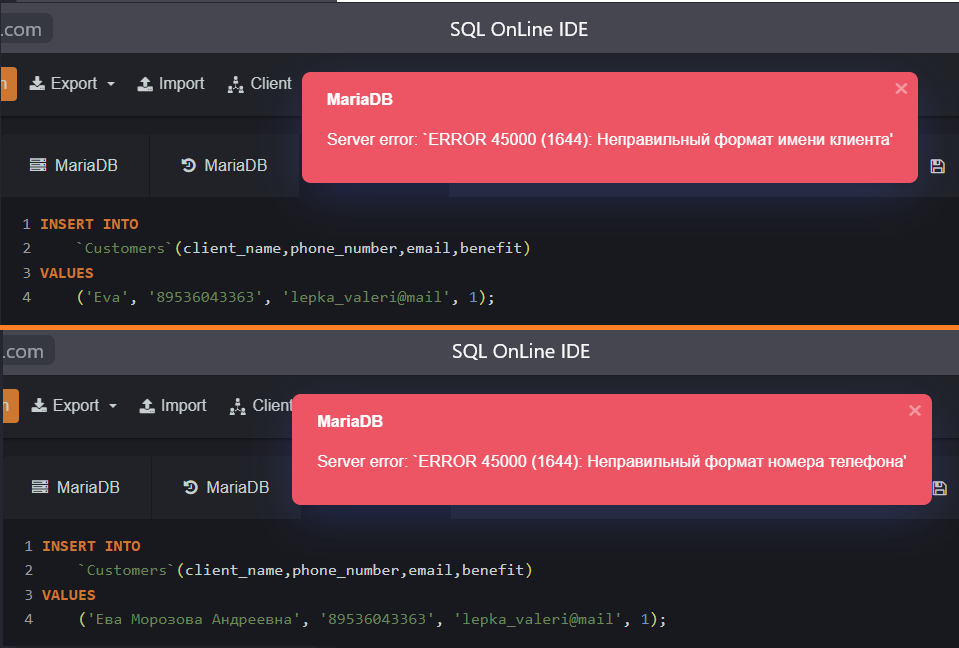 .com
SQL OnLine IDE
n
Export
Import
Client
MariaDB
Server error: `ERROR 45000 (1644): Неправильный формат имени клиента'
MariaDB
MariaDB
1 INSERT INTO
2 `Customers`(client_name,phone_number,email,benefit)
3 VALUES
4 ('Eva', '89536043363', 'lepka_valeri@mail', 1);
.com
SQL OnLine IDE
n
Export
Import
Client
MariaDB
Server error: `ERROR 45000 (1644): Неправильный формат номера телефона'
MariaDB
MariaDB
1 INSERT INTO
2 `Customers`(client_name,phone_number,email,benefit)
3 VALUES
4 ('Ева Морозова Андреевна', '89536043363', 'lepka_valeri@mail', 1);